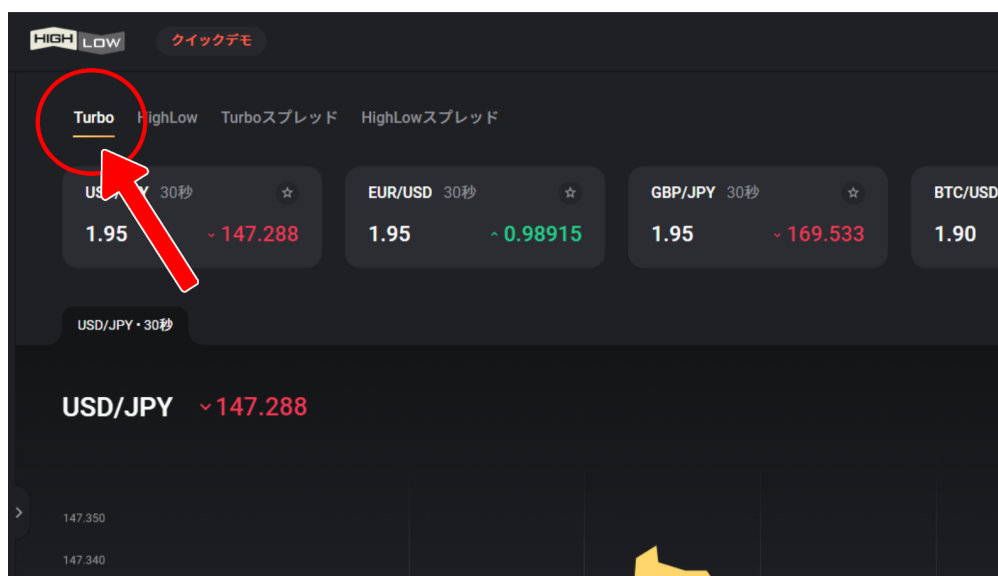 HIGH LOW クイックデモ
Turbo HighLow Turboスプレッド HighLowスプレッド
30秒 ☆ EUR/USD 30秒 ☆ GBP/JPY 30秒 ☆ BTC/USD
1.95 147.288 1.95 0.98915 1.95 169.533 1.90
USD/JPY・30秒
USD/JPY 147.288
147.350
147.340